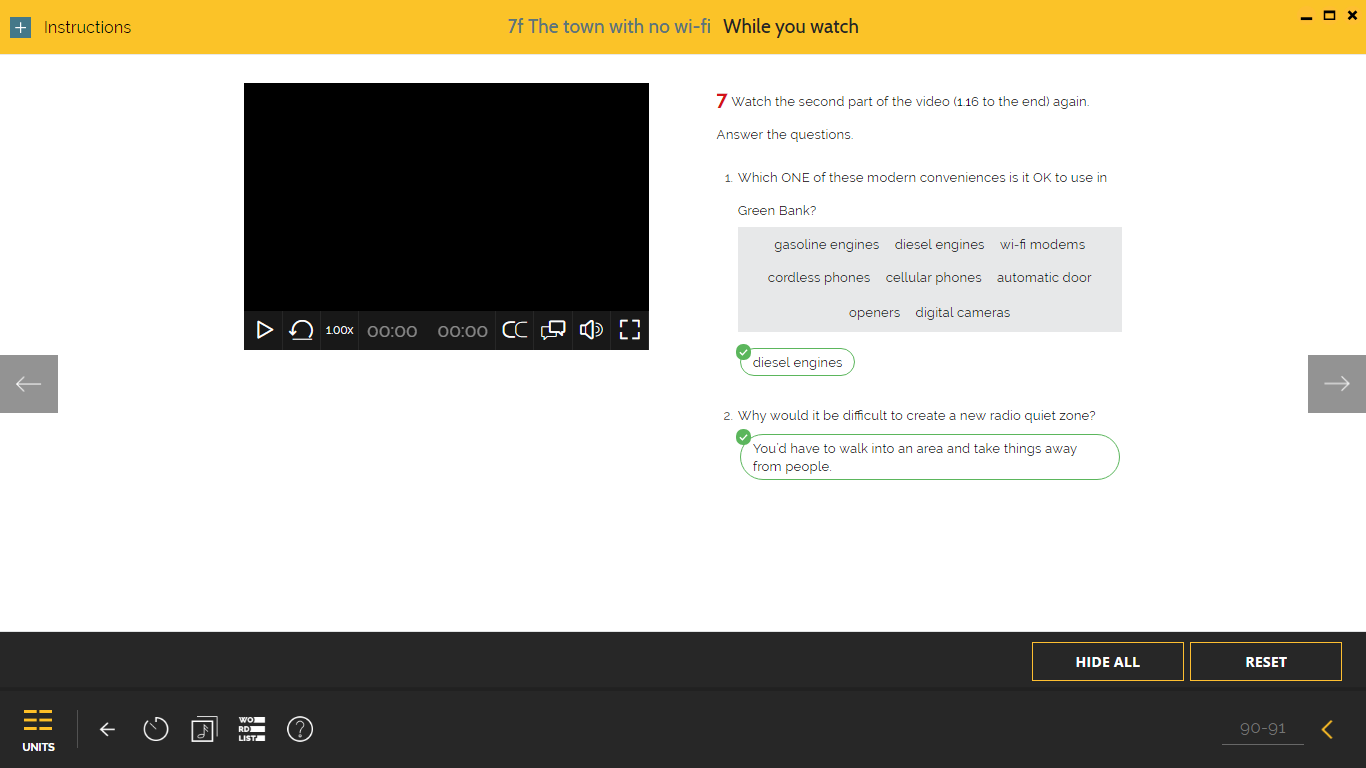 Instructions
7f The town with no wi-fi While you watch
7 Watch the second part of the video (1.16 to the end) again.
Answer the questions.
1. Which ONE of these modern conveniences is it OK to use in
Green Bank?
gasoline engines diesel engines wi-fi modems
cordless phones cellular phones automatic door
openers digital cameras
diesel engines
2. Why would it be difficult to create a new radio quiet zone?
You'd have to walk into an area and take things away
from people.
1.00x 00:00 00:00 CC
HIDE ALL RESET
UNITS
WO
RD
LIST
?
90-91